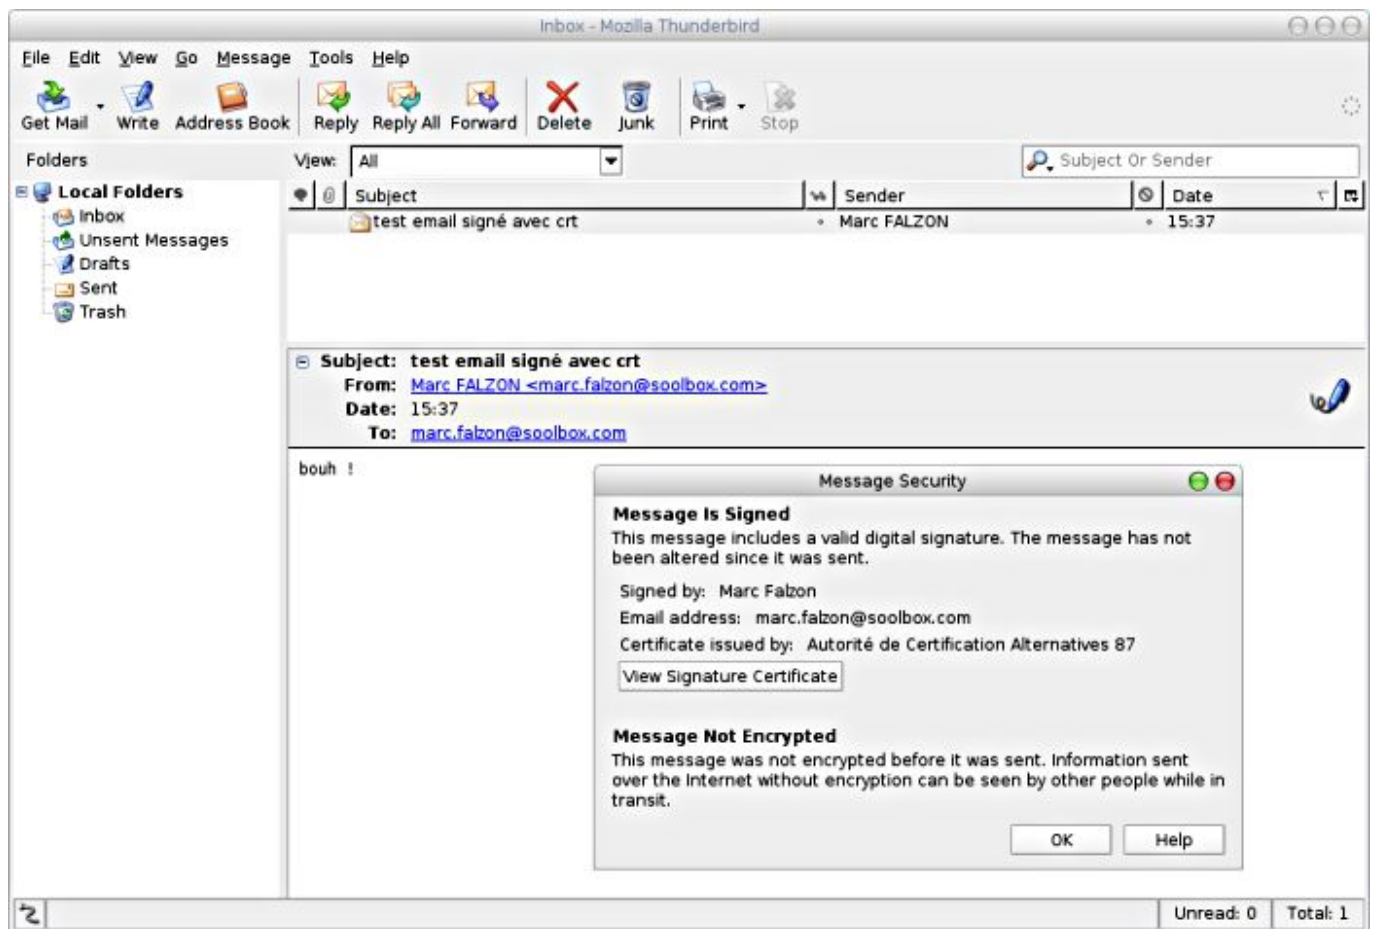 Inbox - Mozilla Thunderbird
File Edit View Go Message Tools Help
Get Mail Write Address Book Reply Reply All Forward Delete Junk Print Stop
Folders View: All Subject Or Sender
Local Folders Subject Sender Date
Inbox test email signé avec crt Marc FALZON 15:37
Unsent Messages
Drafts
Sent
Trash
Subject: test email signé avec crt
From: Marc FALZON <marc.falzon@soolbox.com>
Date: 15:37
To: marc.falzon@soolbox.com
bouh !
Message Security
Message Is Signed
This message includes a valid digital signature. The message has not
been altered since it was sent.
Signed by: Marc Falzon
Email address: marc.falzon@soolbox.com
Certificate issued by: Autorité de Certification Alternatives 87
View Signature Certificate
Message Not Encrypted
This message was not encrypted before it was sent. Information sent
over the Internet without encryption can be seen by other people while in
transit.
OK Help
Unread: 0 Total: 1